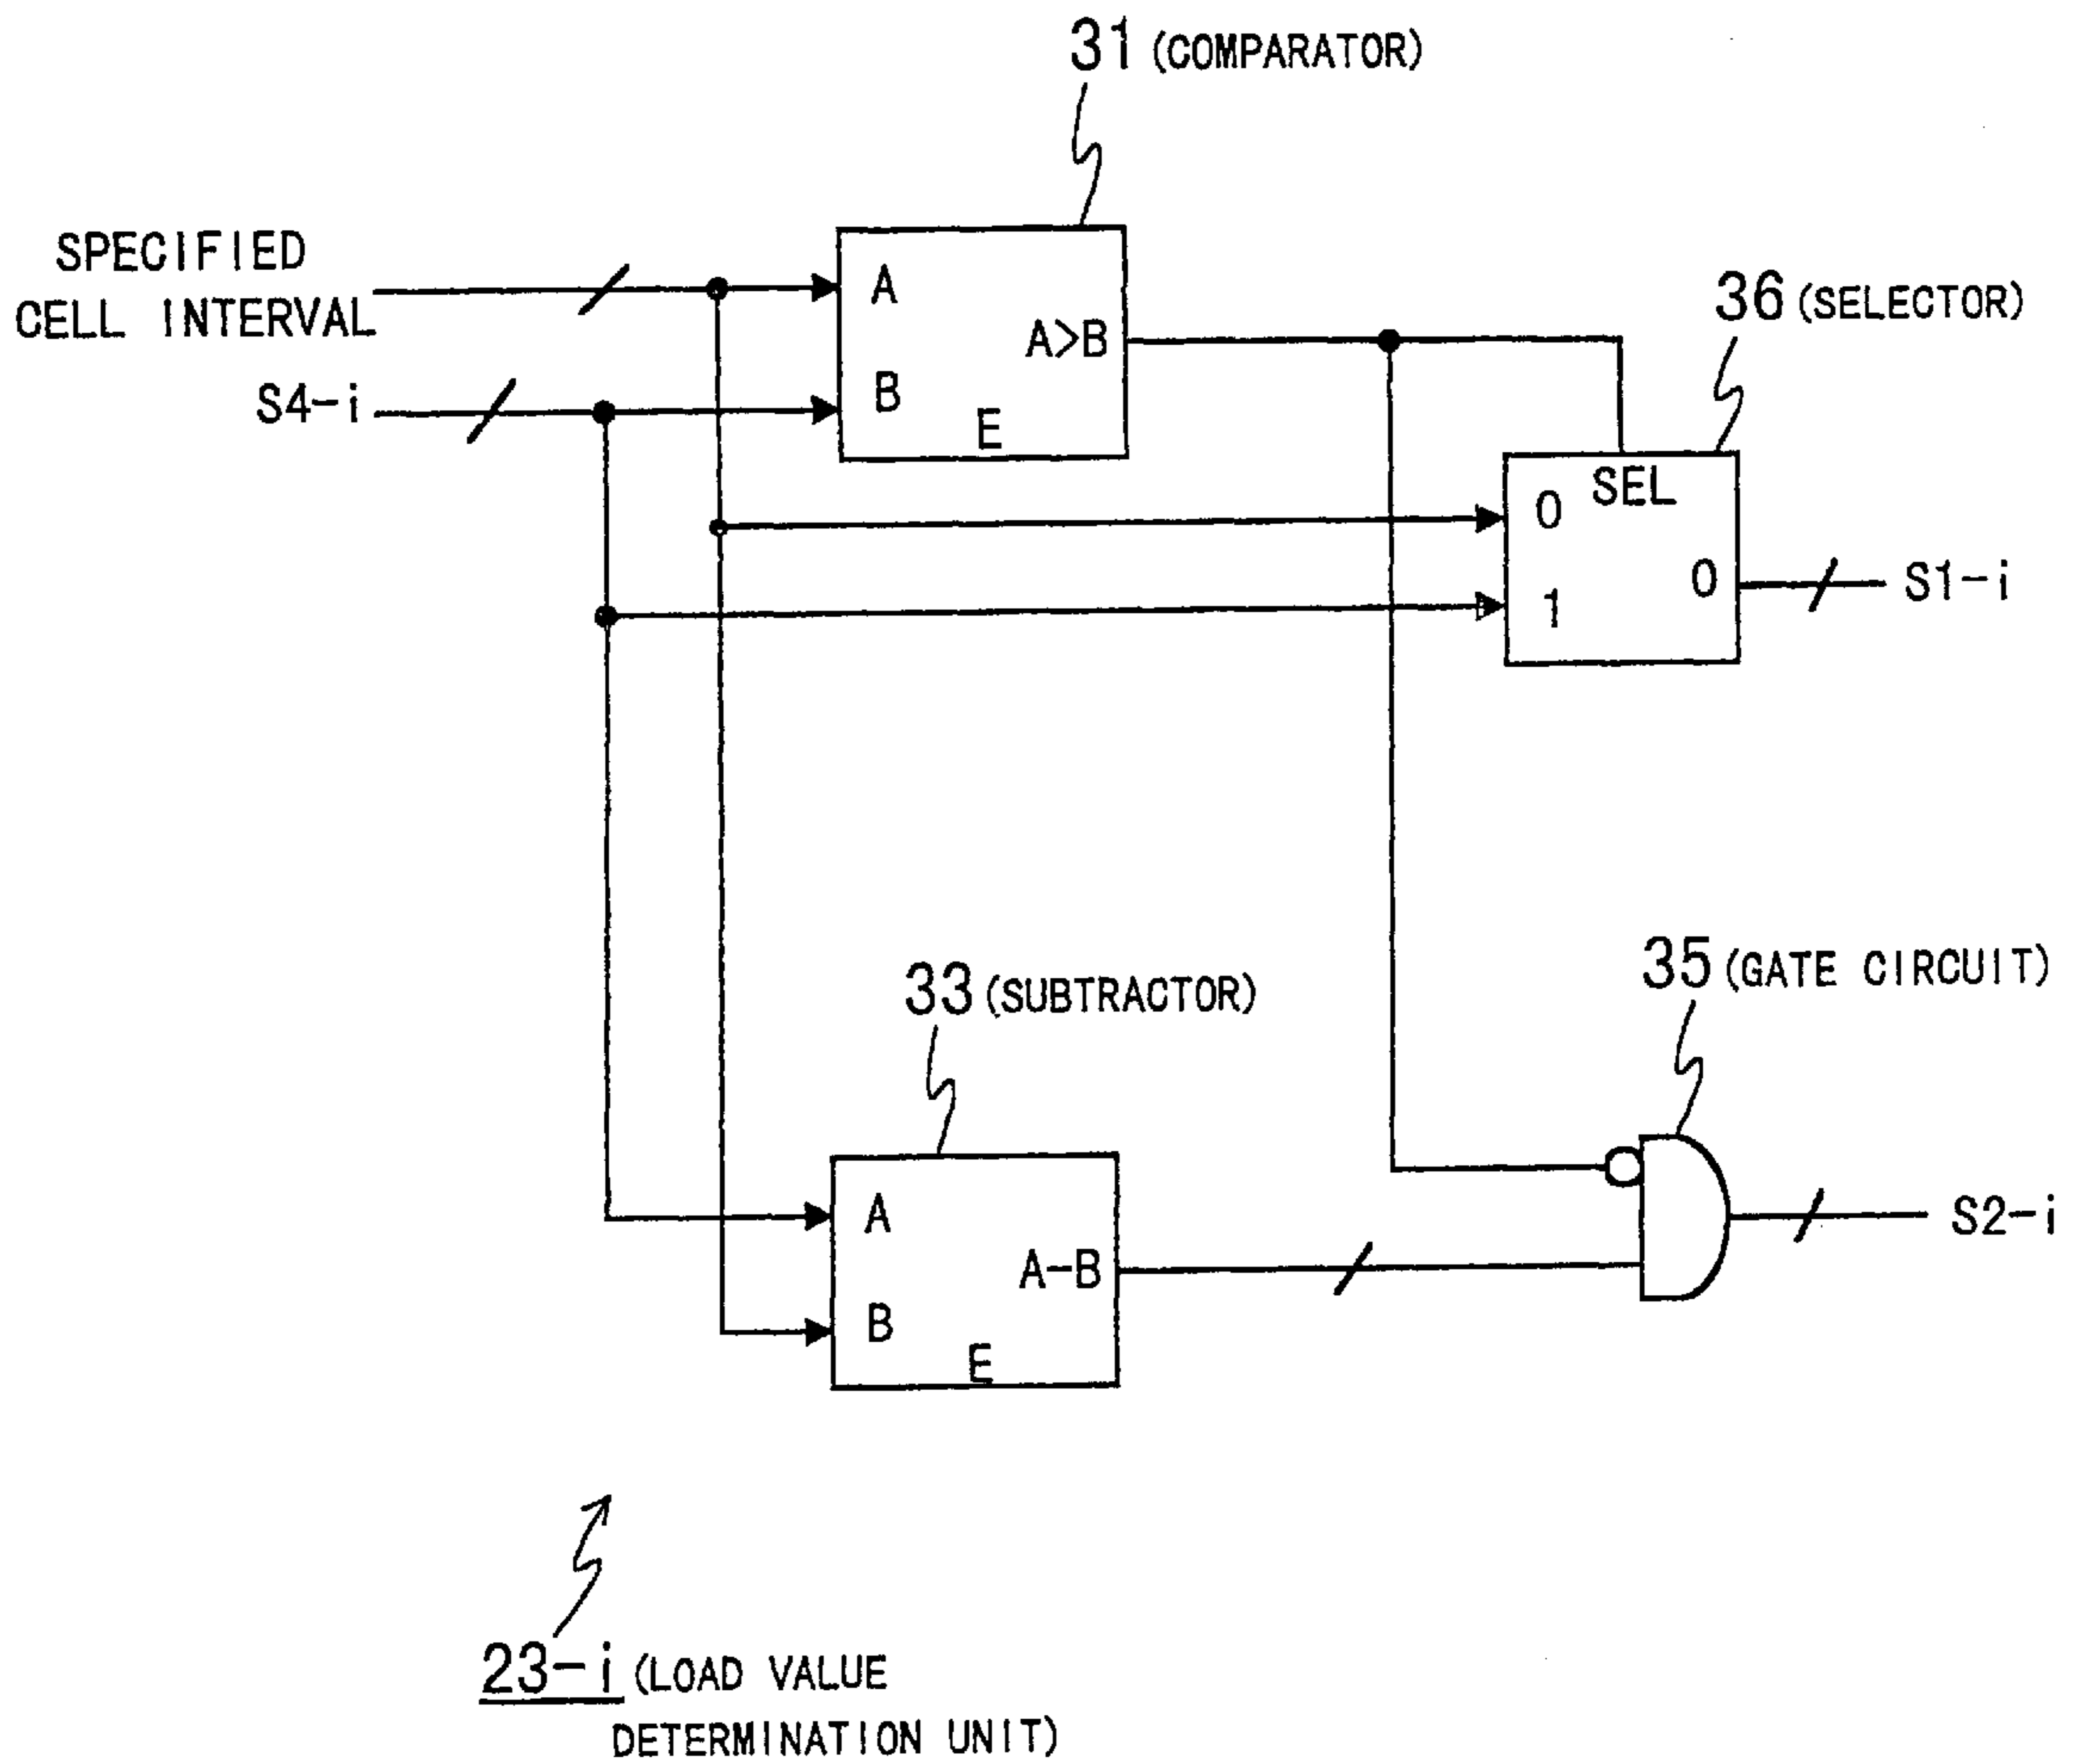 31 (COMPARATOR)
SPECIFIED
CELL INTERVAL
S4-i
A
A>B
B
E
36 (SELECTOR)
SEL
0
1
0
S1-i
33 (SUBTRACTOR)
35 (GATE CIRCUIT)
A
A-B
B
E
S2-i
23-i (LOAD VALUE
DETERMINATION UNIT)